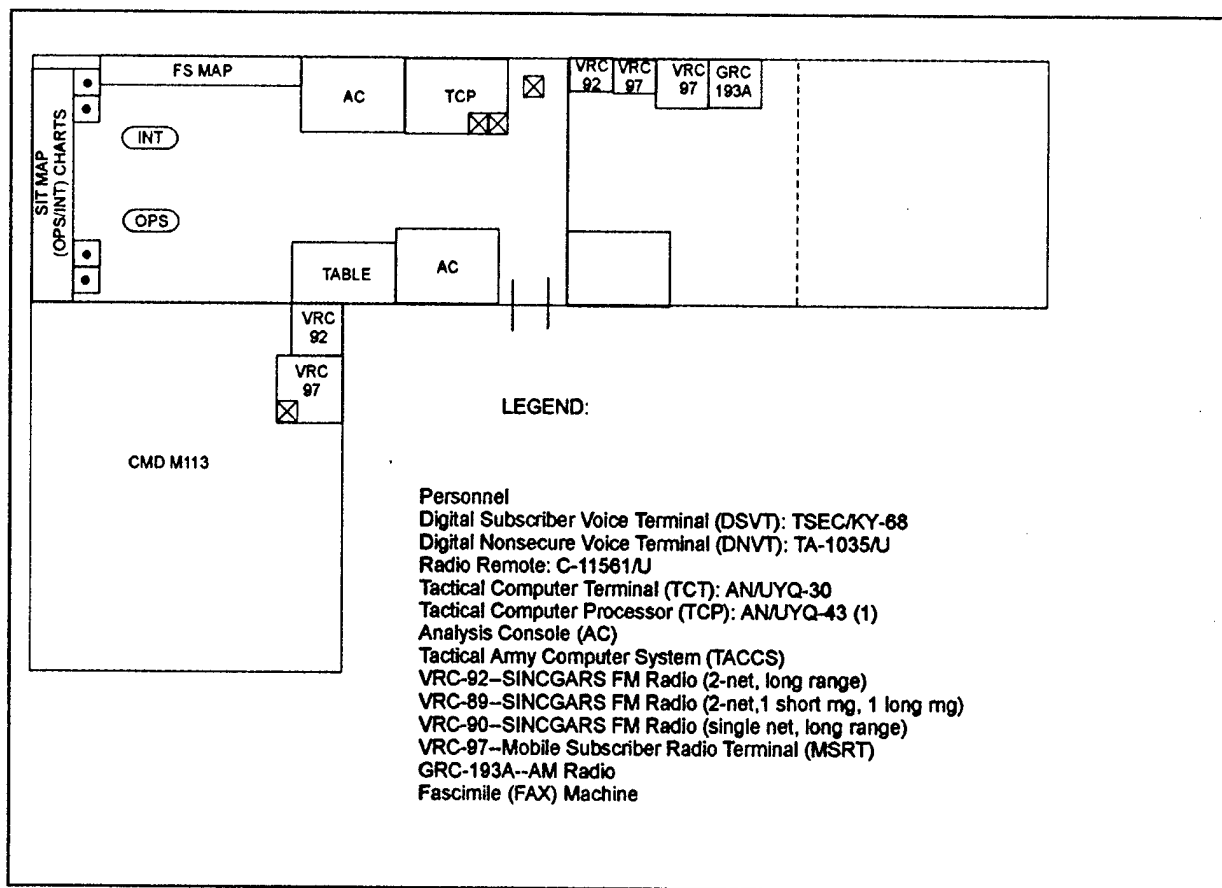 FS MAP
AC
TCP
VRC
92
VRC
97
VRC
97
GRC
193A
SIT MAP
(OPS/INT) CHARTS
INT
OPS
TABLE
AC
VRC
92
VRC
97
CMD M113
LEGEND:
Personnel
Digital Subscriber Voice Terminal (DSVT): TSEC/KY-68
Digital Nonsecure Voice Terminal (DNVT): TA-1035/U
Radio Remote: C-11561/U
Tactical Computer Terminal (TCT): AN/UYQ-30
Tactical Computer Processor (TCP): AN/UYQ-43 (1)
Analysis Console (AC)
Tactical Army Computer System (TACCS)
VRC-92--SINCGARS FM Radio (2-net, long range)
VRC-89--SINCGARS FM Radio (2-net,1 short rng, 1 long rng)
VRC-90--SINCGARS FM Radio (single net, long range)
VRC-97--Mobile Subscriber Radio Terminal (MSRT)
GRC-193A--AM Radio
Fascimile (FAX) Machine